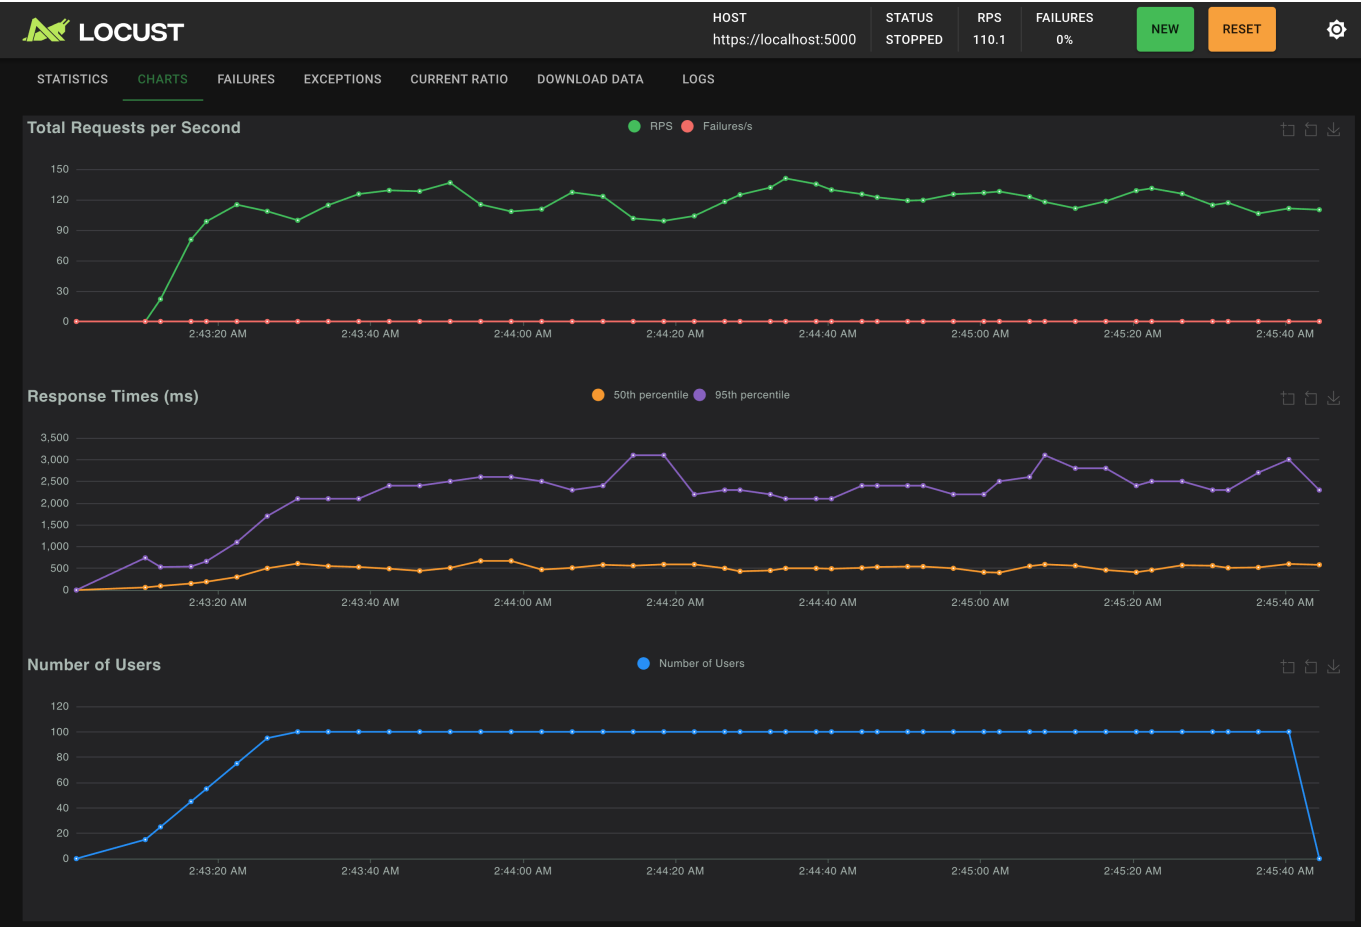 LOCUST
HOST
https://localhost:5000
STATUS
STOPPED
RPS
110.1
FAILURES
0%
NEW
RESET
STATISTICS CHARTS FAILURES EXCEPTIONS CURRENT RATIO DOWNLOAD DATA LOGS
Total Requests per Second
RPS Failures/s
150
120
90
60
30
0
2:43:20 AM 2:43:40 AM 2:44:00 AM 2:44:20 AM 2:44:40 AM 2:45:00 AM 2:45:20 AM 2:45:40 AM
Response Times (ms)
50th percentile 95th percentile
3,500
3,000
2,500
2,000
1,500
1,000
500
0
2:43:20 AM 2:43:40 AM 2:44:00 AM 2:44:20 AM 2:44:40 AM 2:45:00 AM 2:45:20 AM 2:45:40 AM
Number of Users
Number of Users
120
100
80
60
40
20
0
2:43:20 AM 2:43:40 AM 2:44:00 AM 2:44:20 AM 2:44:40 AM 2:45:00 AM 2:45:20 AM 2:45:40 AM